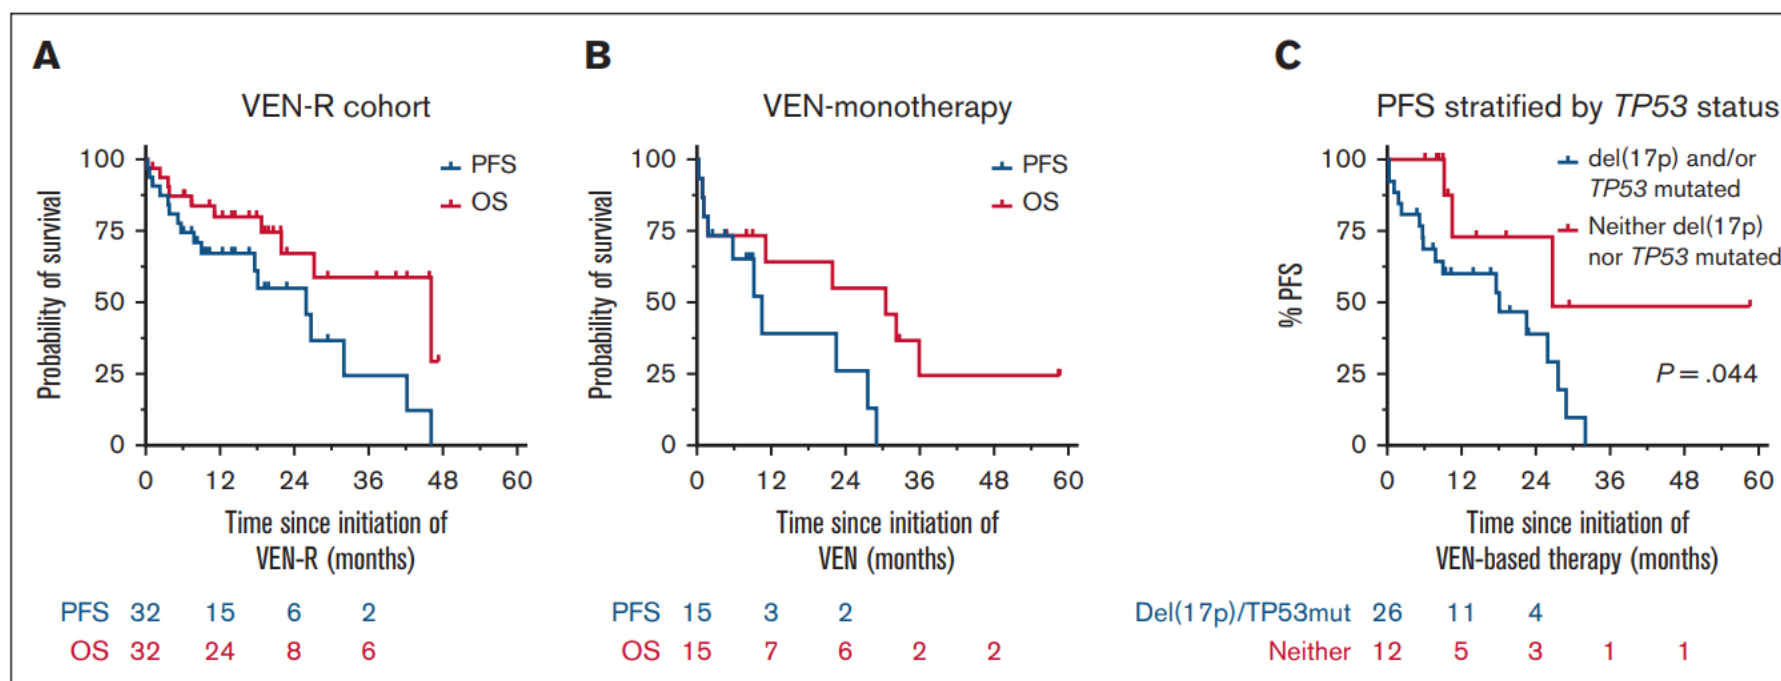 A
VEN-R cohort
Probability of survival
100
75
50
25
0
PFS
OS
0 12 24 36 48 60
Time since initiation of
VEN-R (months)
PFS 32 15 6 2
OS 32 24 8 6
B
VEN-monotherapy
Probability of survival
100
75
50
25
0
PFS
OS
0 12 24 36 48 60
Time since initiation of
VEN (months)
PFS 15 3 2
OS 15 7 6 2 2
C
PFS stratified by TP53 status
% PFS
100
75
50
25
0
del(17p) and/or
TP53 mutated
Neither del(17p)
nor TP53 mutated
P = .044
0 12 24 36 48 60
Time since initiation of
VEN-based therapy (months)
Del(17p)/TP53mut 26 11 4
Neither 12 5 3 1 1